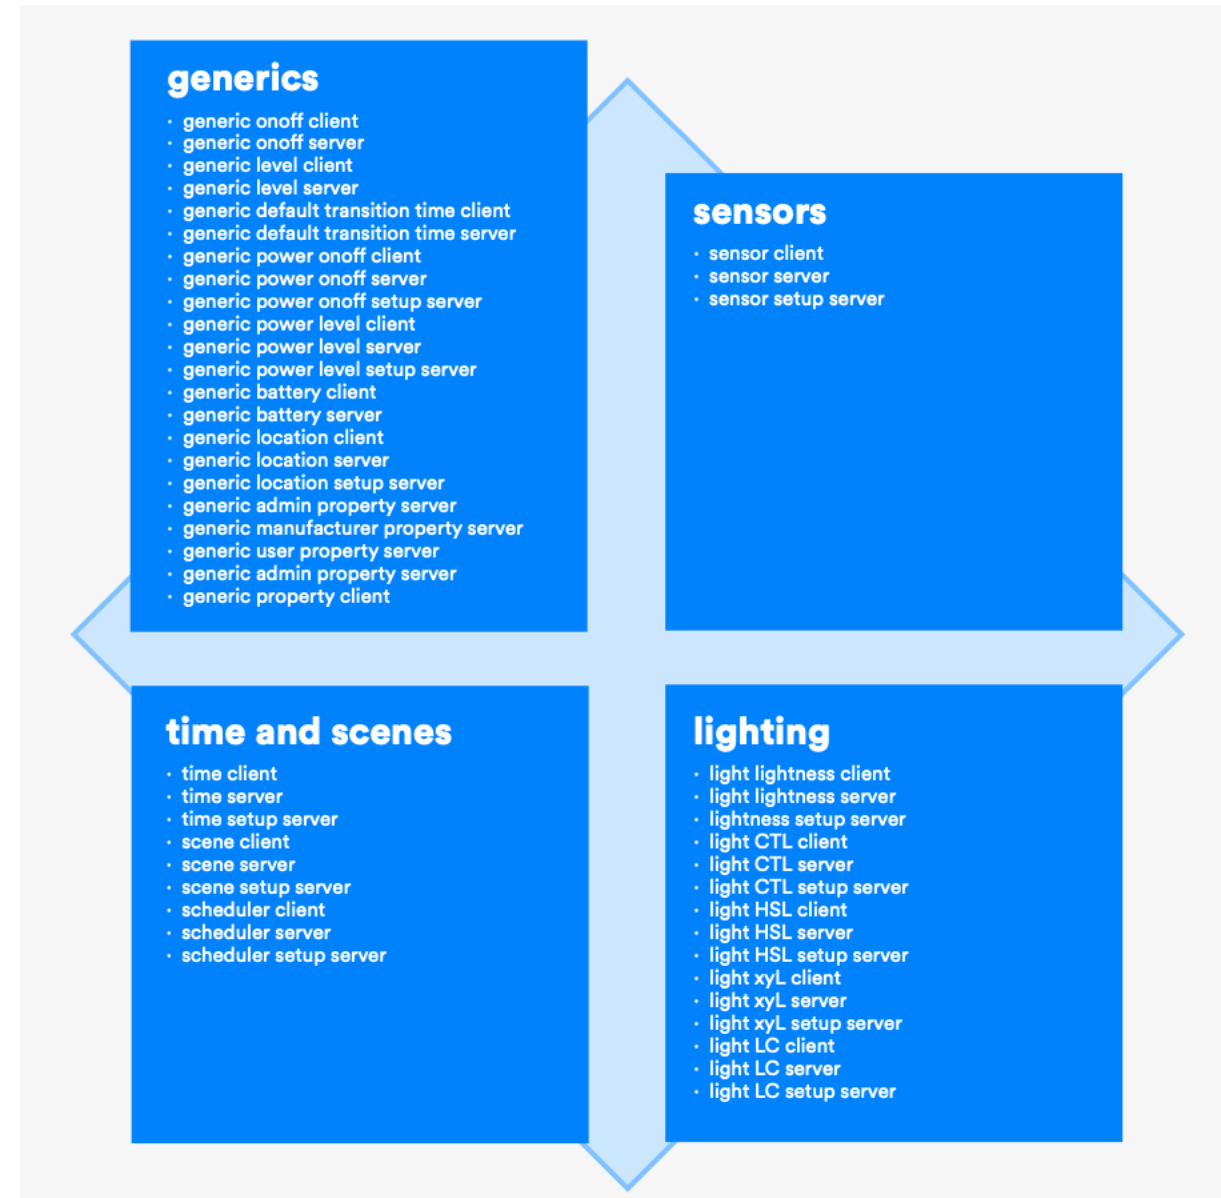 generics
· generic onoff client
· generic onoff server
· generic level client
· generic level server
· generic default transition time client
· generic default transition time server
· generic power onoff client
· generic power onoff server
· generic power onoff setup server
· generic power level client
· generic power level server
· generic power level setup server
· generic battery client
· generic battery server
· generic location client
· generic location server
· generic location setup server
· generic admin property server
· generic manufacturer property server
· generic user property server
· generic admin property server
· generic property client
sensors
· sensor client
· sensor server
· sensor setup server
time and scenes
· time client
· time server
· time setup server
· scene client
· scene server
· scene setup server
· scheduler client
· scheduler server
· scheduler setup server
lighting
· light lightness client
· light lightness server
· lightness setup server
· light CTL client
· light CTL server
· light CTL setup server
· light HSL client
· light HSL server
· light HSL setup server
· light xyL client
· light xyL server
· light xyL setup server
· light LC client
· light LC server
· light LC setup server